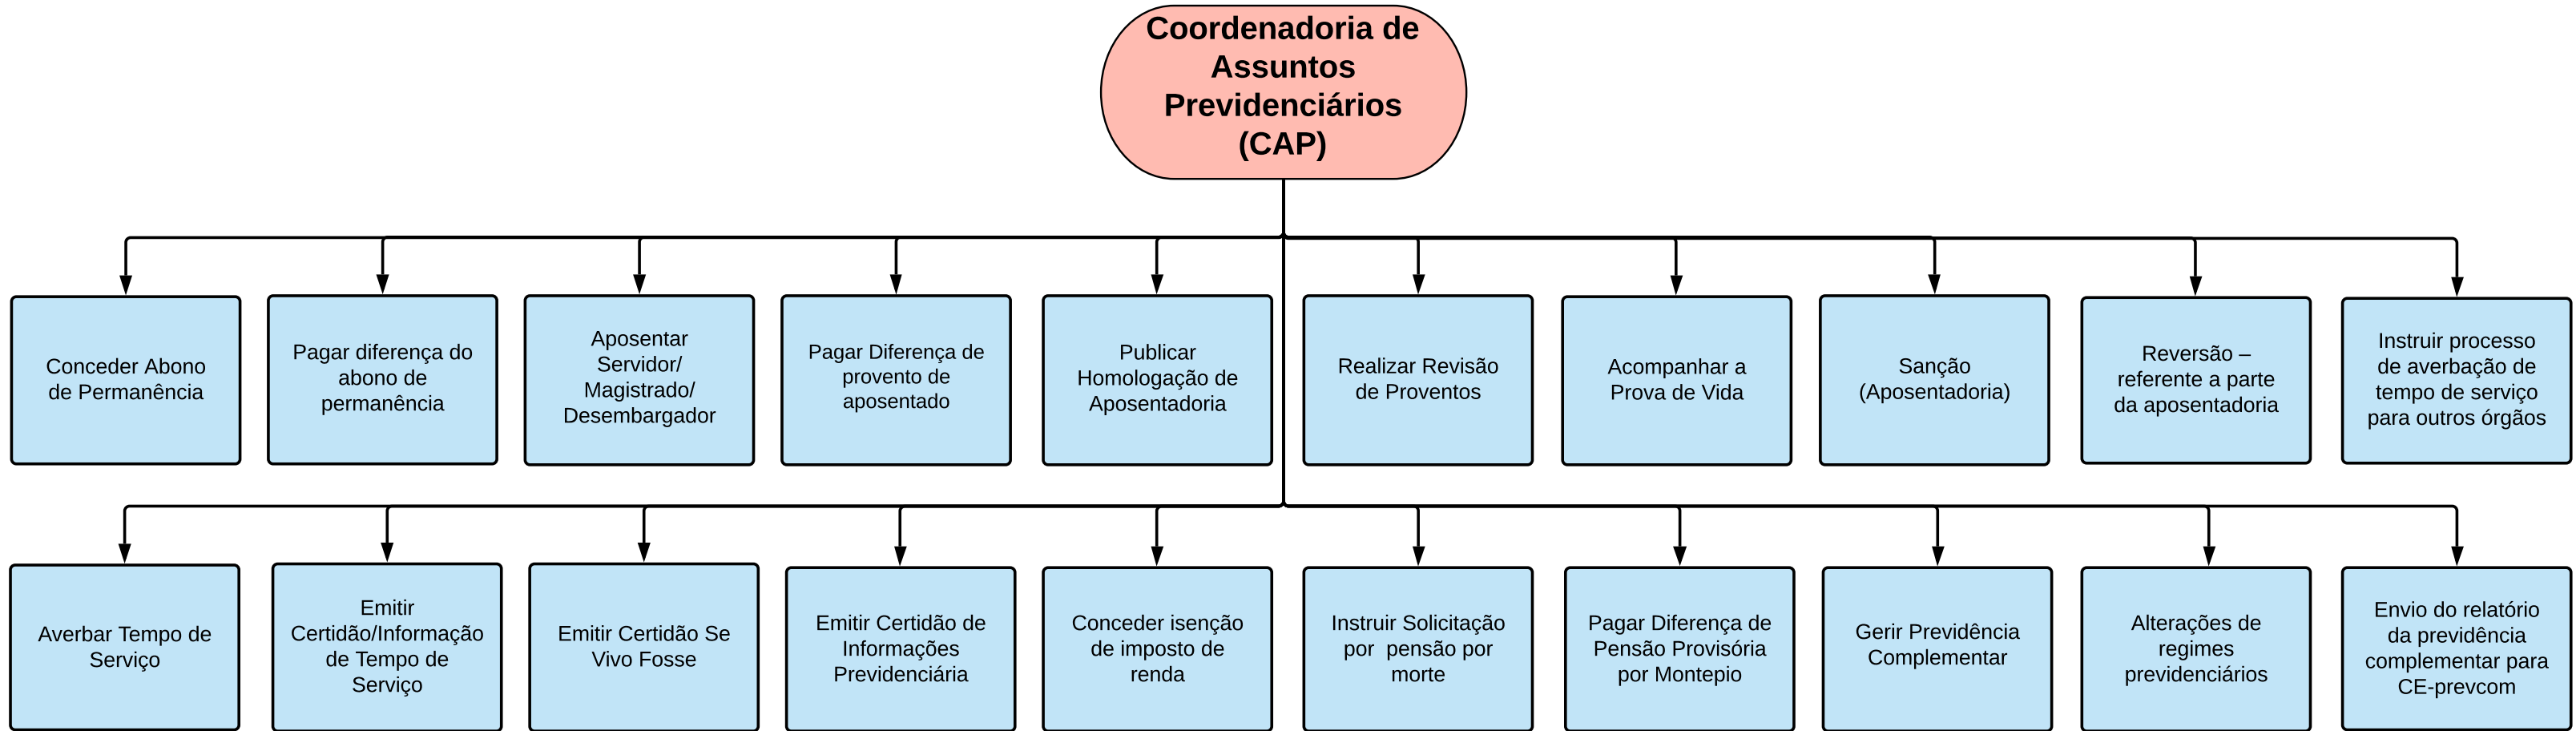 Coordenadoria de
Assuntos
Previdenciários
(CAP)
Conceder Abono
de Permanência
Pagar diferença do
abono de
permanência
Aposentar
Servidor/
Magistrado/
Desembargador
Pagar Diferença de
provento de
aposentado
Publicar
Homologação de
Aposentadoria
Realizar Revisão
de Proventos
Acompanhar a
Prova de Vida
Sanção
(Aposentadoria)
Reversão –
referente a parte
da aposentadoria
Instruir processo
de averbação de
tempo de serviço
para outros órgãos
Averbar Tempo de
Serviço
Emitir
Certidão/Informação
de Tempo de
Serviço
Emitir Certidão Se
Vivo Fosse
Emitir Certidão de
Informações
Previdenciária
Conceder isenção
de imposto de
renda
Instruir Solicitação
por  pensão por
morte
Pagar Diferença de
Pensão Provisória
por Montepio
Gerir Previdência
Complementar
Alterações de
regimes
previdenciários
Envio do relatório
da previdência
complementar para
CE-prevcom